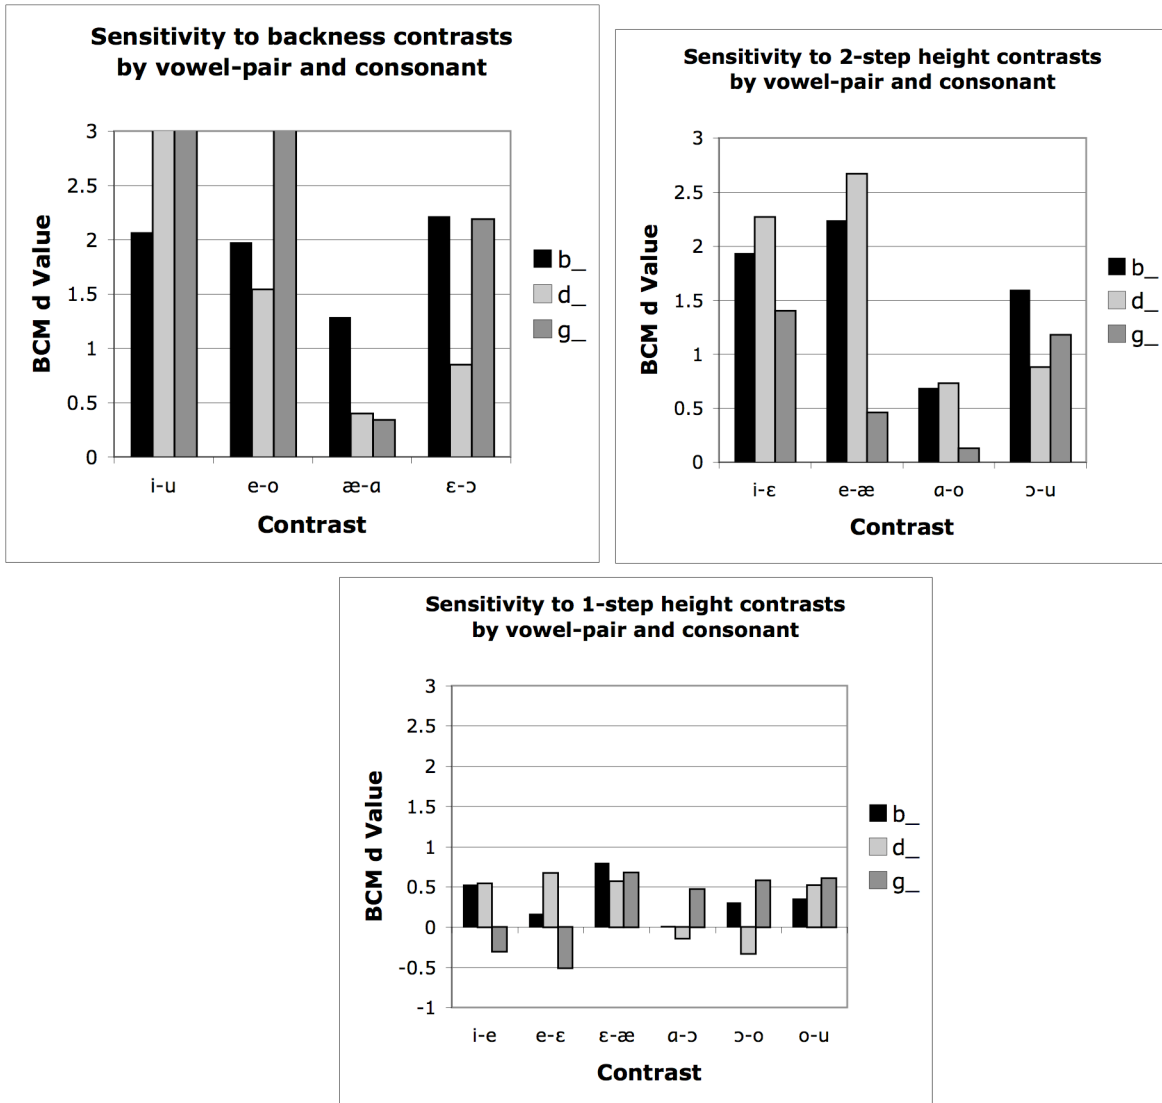 Sensitivity to backness contrasts
by vowel-pair and consonant
3
2.5
2
1.5
1
0.5
0
BCM d Value
i-u e-o æ-ɑ ɛ-ɔ
Contrast
b_
d_
g_
Sensitivity to 2-step height contrasts
by vowel-pair and consonant
3
2.5
2
1.5
1
0.5
0
BCM d Value
i-ɛ e-æ ɑ-o ɔ-u
Contrast
b_
d_
g_
Sensitivity to 1-step height contrasts
by vowel-pair and consonant
3
2.5
2
1.5
1
0.5
0
-0.5
-1
BCM d Value
i-e e-ɛ ɛ-æ ɑ-ɔ ɔ-o o-u
Contrast
b_
d_
g_